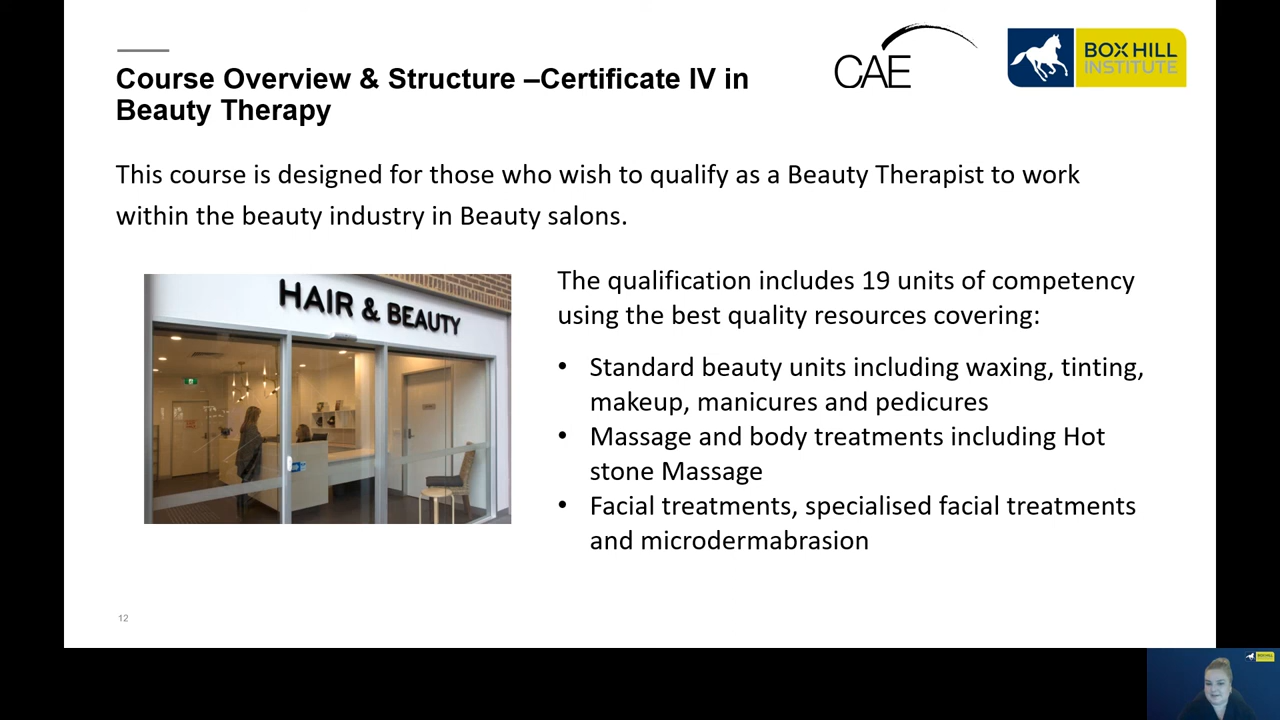 CAE
BOX HILL
INSTITUTE
Course Overview & Structure –Certificate IV in
Beauty Therapy
This course is designed for those who wish to qualify as a Beauty Therapist to work
within the beauty industry in Beauty salons.
HAIR & BEAUTY
The qualification includes 19 units of competency
using the best quality resources covering:
• Standard beauty units including waxing, tinting,
makeup, manicures and pedicures
• Massage and body treatments including Hot
stone Massage
• Facial treatments, specialised facial treatments
and microdermabrasion
12
BOX HILL